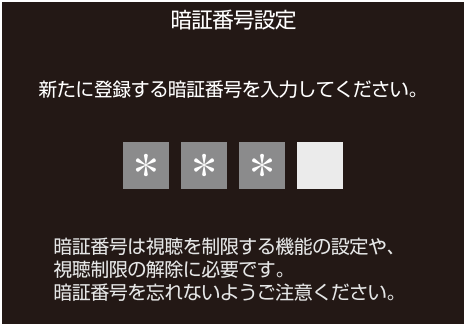 暗証番号設定
新たに登録する暗証番号を入力してください。
＊ ＊ ＊
暗証番号は視聴を制限する機能の設定や、
視聴制限の解除に必要です。
暗証番号を忘れないようご注意ください。